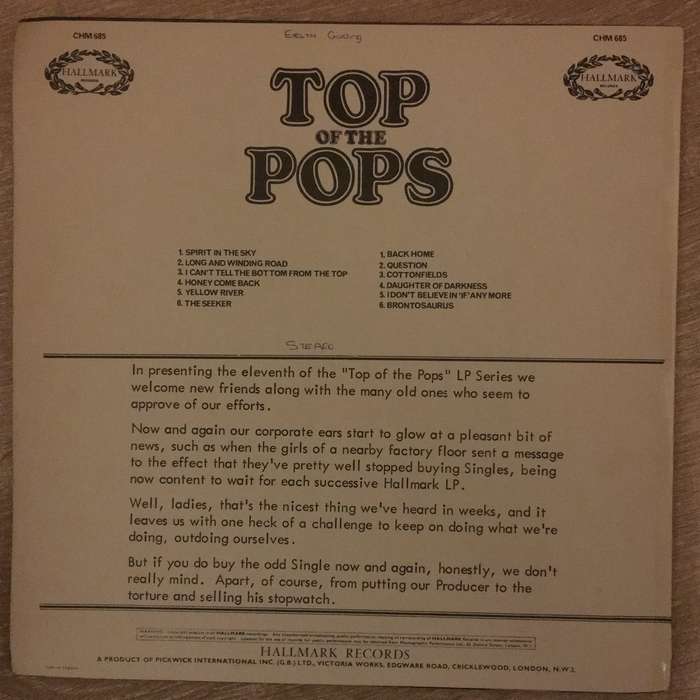 CHM 685
CHM 685
HALLMARK
RECORDS
HALLMARK
RECORDS
TOP
OF THE
POPS
1. SPIRIT IN THE SKY
2. LONG AND WINDING ROAD
3. I CAN'T TELL THE BOTTOM FROM THE TOP
4. HONEY COME BACK
5. YELLOW RIVER
6. THE SEEKER
1. BACK HOME
2. QUESTION
3. COTTONFIELDS
4. DAUGHTER OF DARKNESS
5. I DON'T BELIEVE IN 'IF' ANY MORE
6. BRONTOSAURUS
In presenting the eleventh of the "Top of the Pops" LP Series we
welcome new friends along with the many old ones who seem to
approve of our efforts.
Now and again our corporate ears start to glow at a pleasant bit of
news, such as when the girls of a nearby factory floor sent a message
to the effect that they've pretty well stopped buying Singles, being
now content to wait for each successive Hallmark LP.
Well, ladies, that's the nicest thing we've heard in weeks, and it
leaves us with one heck of a challenge to keep on doing what we're
doing, outdoing ourselves.
But if you do buy the odd Single now and again, honestly, we don't
really mind. Apart, of course, from putting our Producer to the
torture and selling his stopwatch.
HALLMARK RECORDS
A PRODUCT OF PICKWICK INTERNATIONAL INC. (G.B.) LTD., VICTORIA WORKS, EDGWARE ROAD, CRICKLEWOOD, LONDON, N.W.2.